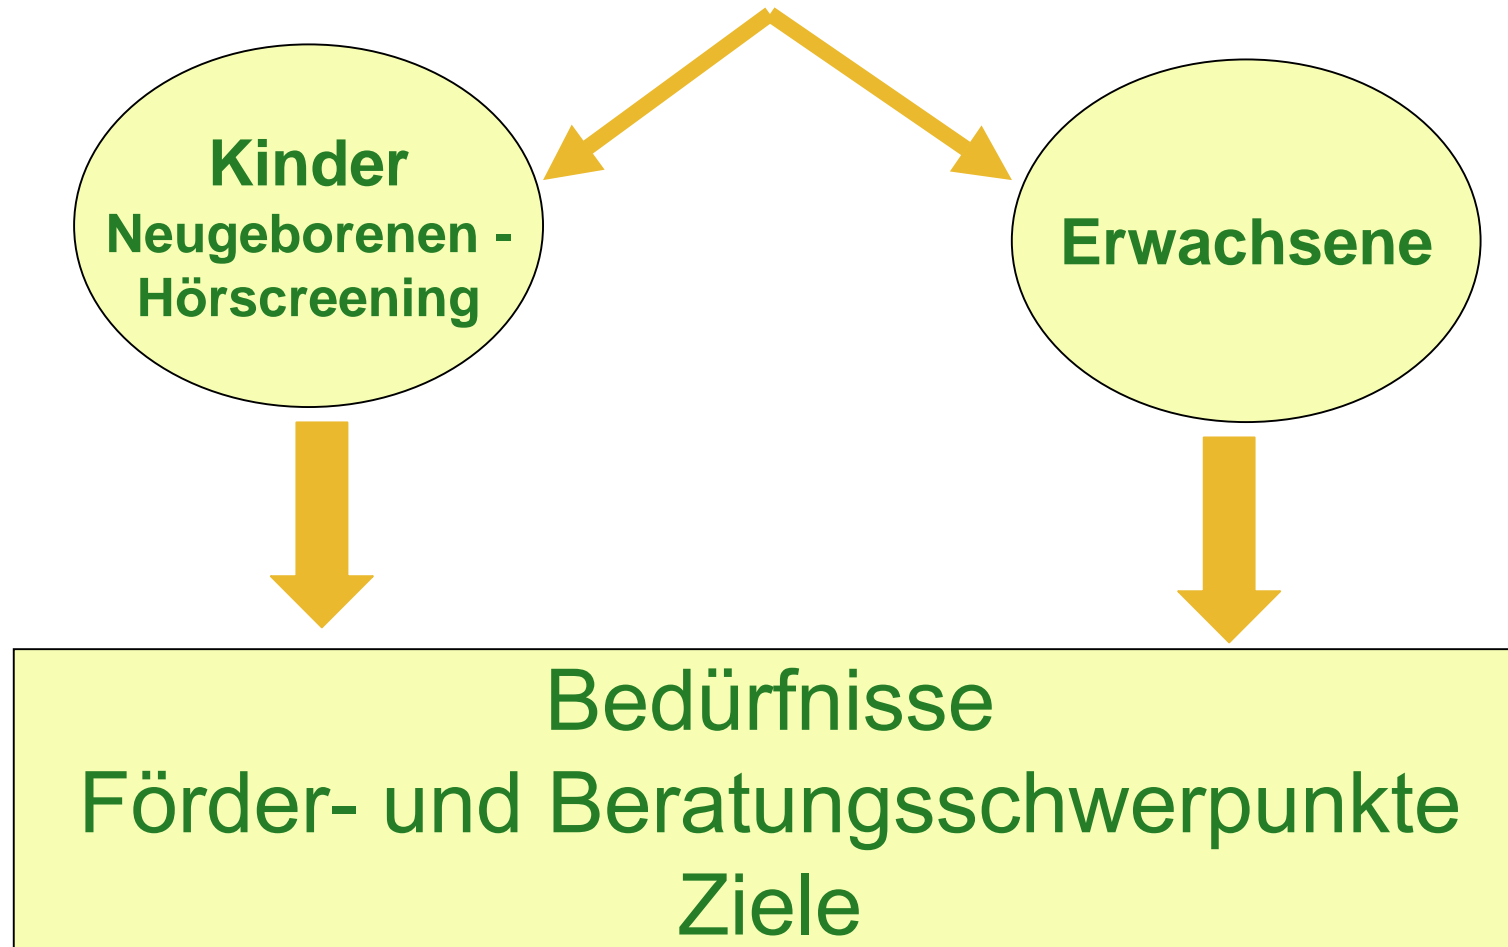 Kinder
Neugeborenen -
Hörscreening
Erwachsene
Bedürfnisse
Förder- und Beratungsschwerpunkte
Ziele